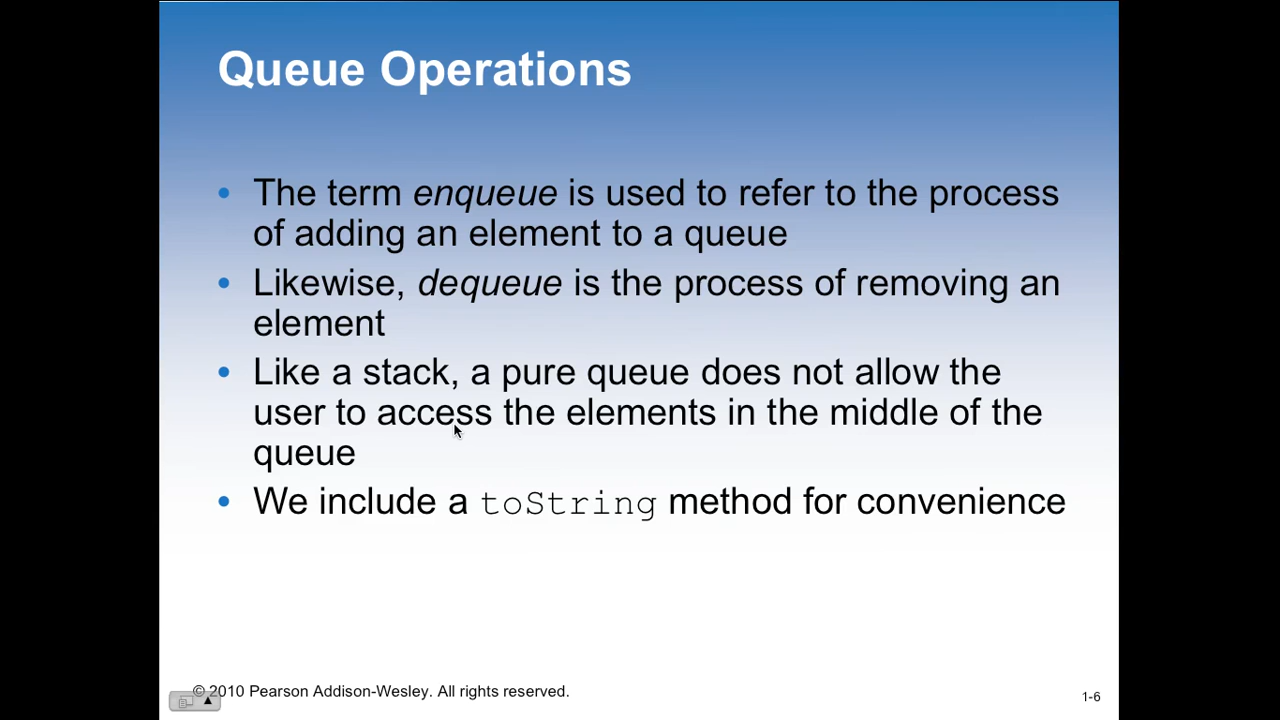 Queue Operations
• The term enqueue is used to refer to the process
of adding an element to a queue
• Likewise, dequeue is the process of removing an
element
• Like a stack, a pure queue does not allow the
user to access the elements in the middle of the
queue
• We include a toString method for convenience
© 2010 Pearson Addison-Wesley. All rights reserved.
1-6